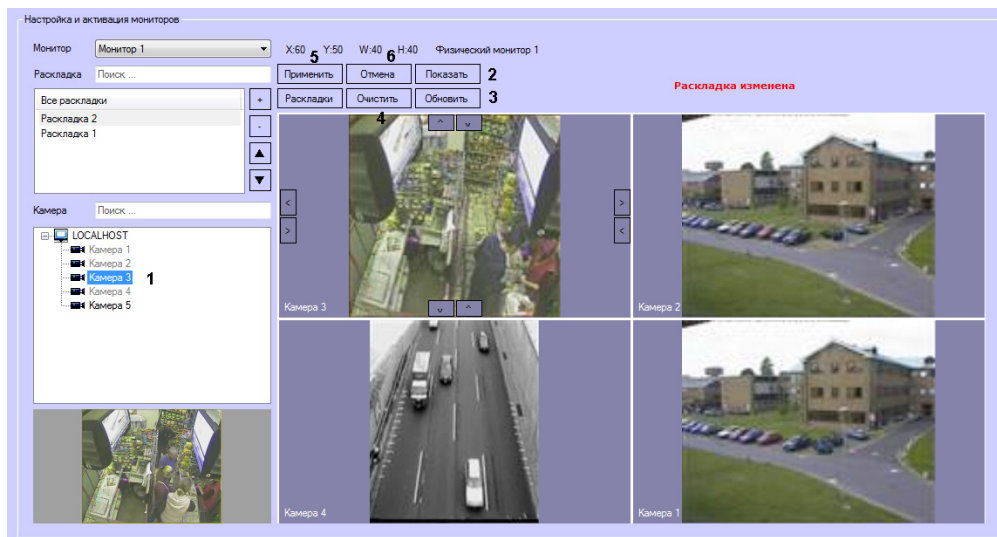 Настройка и активация мониторов
Монитор Монитор 1 X:60 Y:50 W:40 H:40 Физический монитор 1
5 6
Раскладка Поиск ... Применить Отмена Показать 2
Раскладка изменена
Все раскладки + Раскладки Очистить Обновить 3
4
Раскладка 2
Раскладка 1 -
▲
▼
^ v
< >
> <
Камера Поиск ...
LOCALHOST
Камера 1
Камера 2
Камера 3 1
Камера 4
Камера 5
v ^
Камера 3 Камера 2
Камера 4 Камера 1